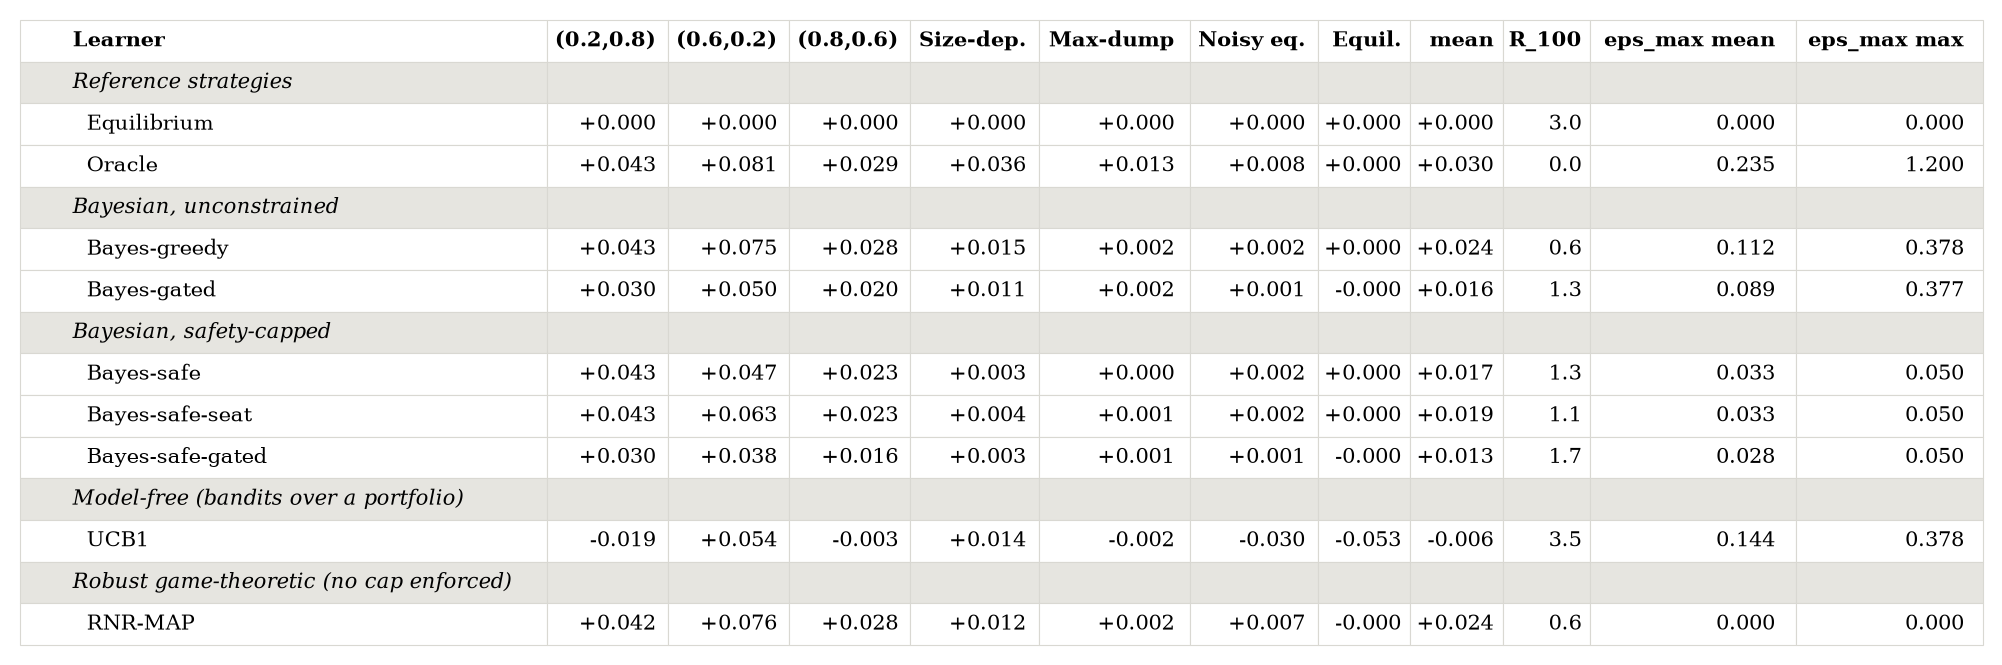 Learner (0.2,0.8) (0.6,0.2) (0.8,0.6) Size-dep. Max-dump Noisy eq. Equil. mean R_100 eps_max mean eps_max max
Reference strategies
Equilibrium +0.000 +0.000 +0.000 +0.000 +0.000 +0.000 +0.000 +0.000 3.0 0.000 0.000
Oracle +0.043 +0.081 +0.029 +0.036 +0.013 +0.008 +0.000 +0.030 0.0 0.235 1.200
Bayesian, unconstrained
Bayes-greedy +0.043 +0.075 +0.028 +0.015 +0.002 +0.002 +0.000 +0.024 0.6 0.112 0.378
Bayes-gated +0.030 +0.050 +0.020 +0.011 +0.002 +0.001 -0.000 +0.016 1.3 0.089 0.377
Bayesian, safety-capped
Bayes-safe +0.043 +0.047 +0.023 +0.003 +0.000 +0.002 +0.000 +0.017 1.3 0.033 0.050
Bayes-safe-seat +0.043 +0.063 +0.023 +0.004 +0.001 +0.002 +0.000 +0.019 1.1 0.033 0.050
Bayes-safe-gated +0.030 +0.038 +0.016 +0.003 +0.001 +0.001 -0.000 +0.013 1.7 0.028 0.050
Model-free (bandits over a portfolio)
UCB1 -0.019 +0.054 -0.003 +0.014 -0.002 -0.030 -0.053 -0.006 3.5 0.144 0.378
Robust game-theoretic (no cap enforced)
RNR-MAP +0.042 +0.076 +0.028 +0.012 +0.002 +0.007 -0.000 +0.024 0.6 0.000 0.000